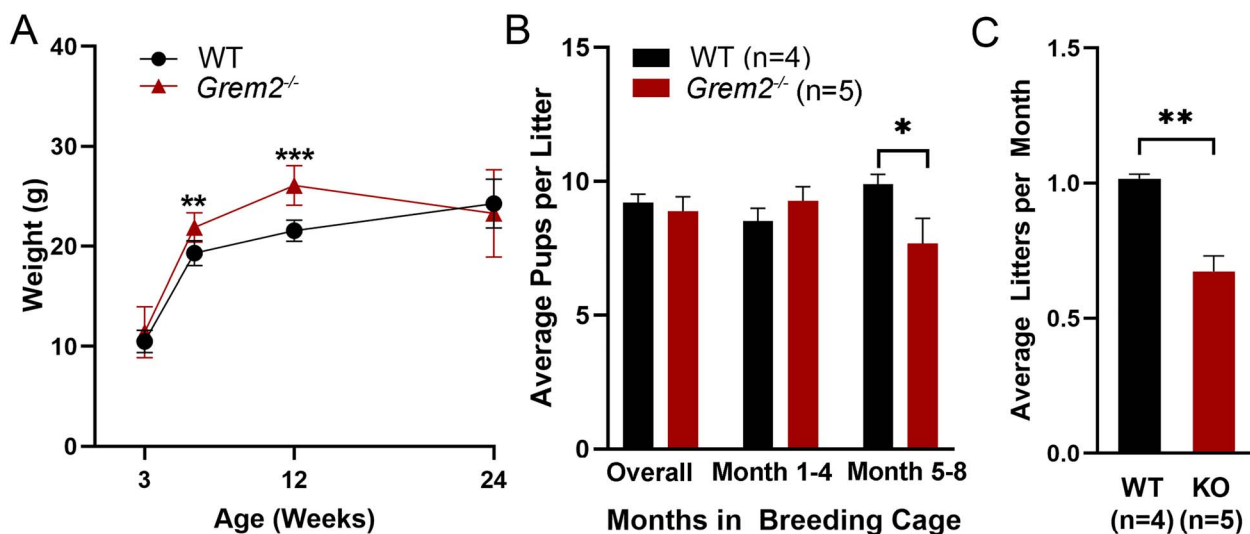 A
WT
Grem2-/-
40
30
20
10
0
Weight (g)
**
***
3
12
24
Age (Weeks)
B
WT (n=4)
Grem2-/- (n=5)
15
10
5
0
Average Pups per Litter
*
Overall
Month 1-4
Month 5-8
Months in Breeding Cage
C
1.5
1.0
0.5
0.0
Average Litters per Month
**
WT
(n=4)
KO
(n=5)